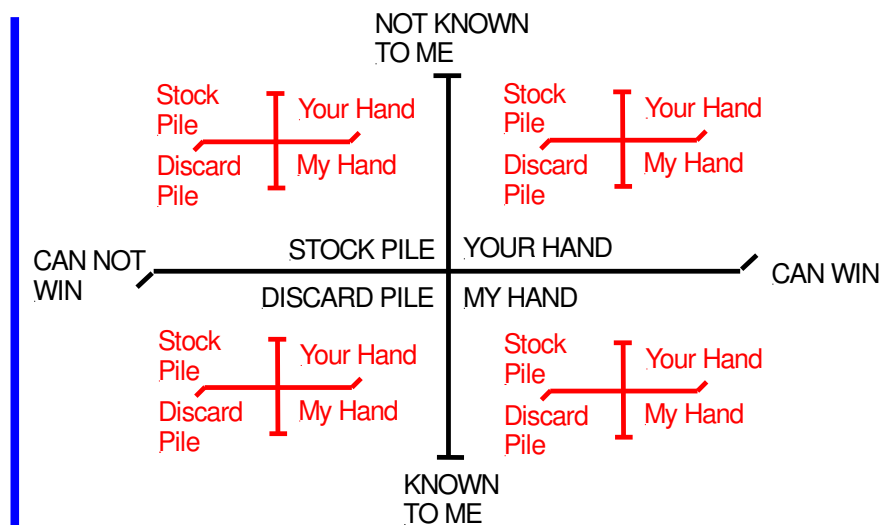 NOT KNOWN
TO ME
Stock
Pile
Your Hand
Discard
Pile
My Hand
Stock
Pile
Your Hand
Discard
Pile
My Hand
STOCK PILE
YOUR HAND
CAN NOT
WIN
CAN WIN
DISCARD PILE
MY HAND
Stock
Pile
Your Hand
Discard
Pile
My Hand
Stock
Pile
Your Hand
Discard
Pile
My Hand
KNOWN
TO ME